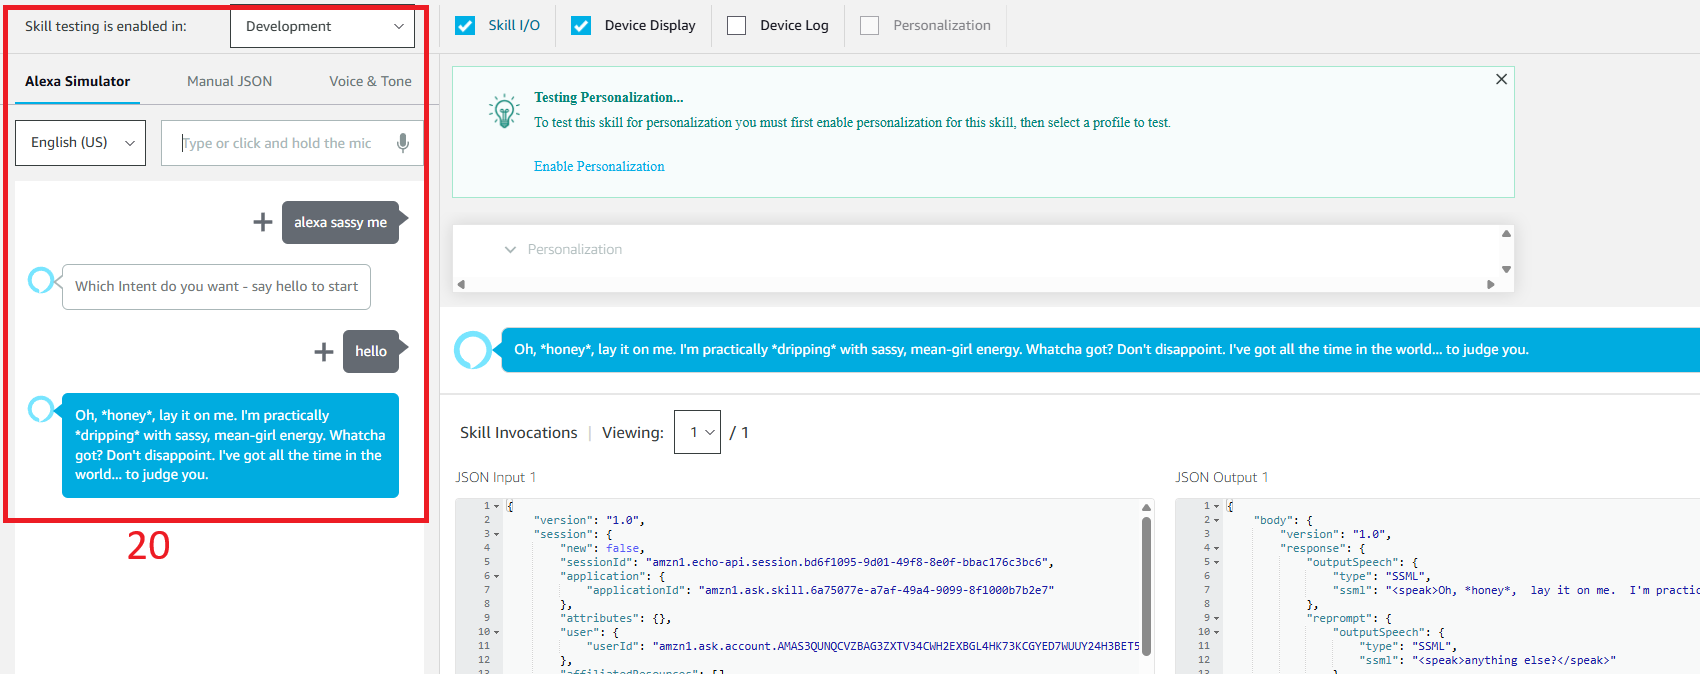 Skill testing is enabled in:
Development
Skill I/O
Device Display
Device Log
Personalization
Alexa Simulator
Manual JSON
Voice & Tone
English (US)
Type or click and hold the mic
alexa sassy me
Which Intent do you want - say hello to start
hello
Oh, *honey*, lay it on me. I'm practically
*dripping* with sassy, mean-girl energy. Whatcha
got? Don't disappoint. I've got all the time in the
world... to judge you.
20
Testing Personalization...
To test this skill for personalization you must first enable personalization for this skill, then select a profile to test.
Enable Personalization
Personalization
Oh, *honey*, lay it on me. I'm practically *dripping* with sassy, mean-girl energy. Whatcha got? Don't disappoint. I've got all the time in the world... to judge you.
Skill Invocations | Viewing: 1 / 1
JSON Input 1
1 {
2 "version": "1.0",
3 "session": {
4 "new": false,
5 "sessionId": "amzn1.echo-api.session.bd6f1095-9d01-49f8-8e0f-bbac176c3bc6",
6 "application": {
7 "applicationId": "amzn1.ask.skill.6a75077e-a7af-49a4-9099-8f1000b7b2e7"
8 },
9 "attributes": {},
10 "user": {
11 "userId": "amzn1.ask.account.AMAS3QUNQCVZBAG3ZXTV34CWH2EXBGL4HK73KCGYED7WUUY24H3BET5
12 },
13 "affiliatedResources": []
JSON Output 1
1 {
2 "body": {
3 "version": "1.0",
4 "response": {
5 "outputSpeech": {
6 "type": "SSML",
7 "ssml": "<speak>Oh, *honey*, lay it on me. I'm practic
8 },
9 "reprompt": {
10 "outputSpeech": {
11 "type": "SSML",
12 "ssml": "<speak>anything else?</speak>"
13 }